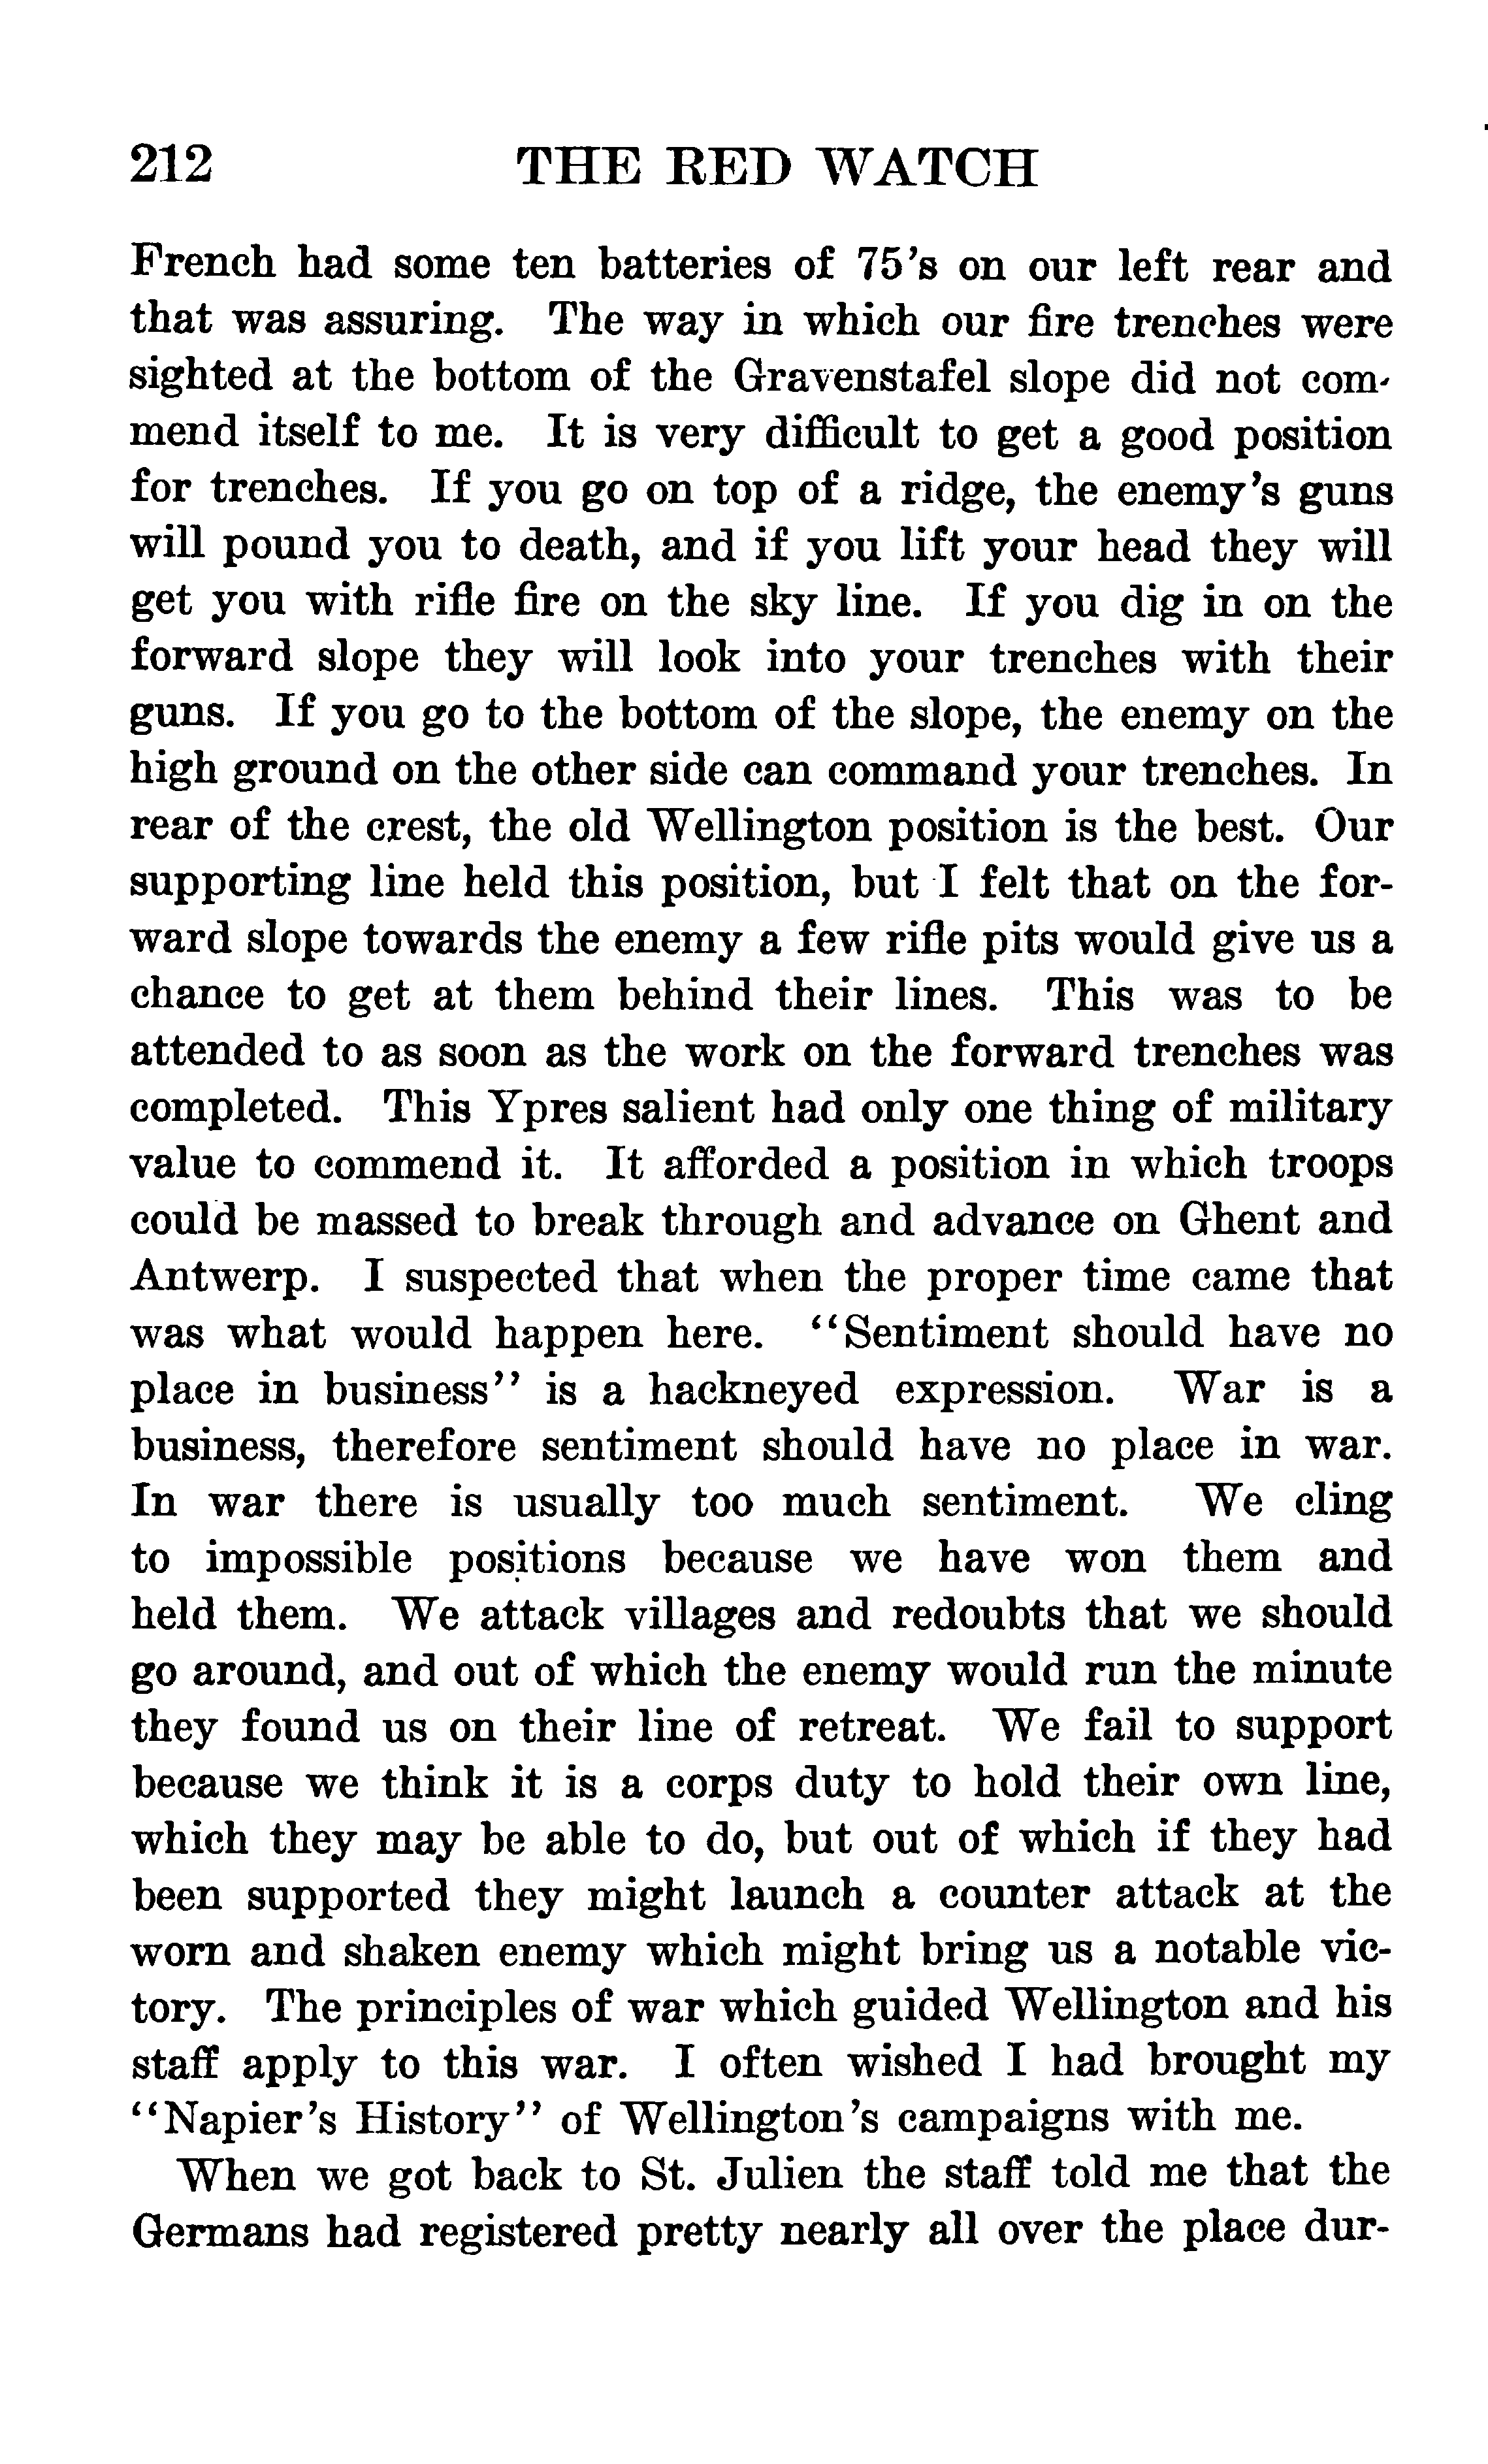 212 THE RED WATCH
French had some ten batteries of 75's on our left rear and
that was assuring. The way in which our fire trenches were
sighted at the bottom of the Gravenstafel slope did not com-
mend itself to me. It is very difficult to get a good position
for trenches. If you go on top of a ridge, the enemy's guns
will pound you to death, and if you lift your head they will
get you with rifle fire on the sky line. If you dig in on the
forward slope they will look into your trenches with their
guns. If you go to the bottom of the slope, the enemy on the
high ground on the other side can command your trenches. In
rear of the crest, the old Wellington position is the best. Our
supporting line held this position, but I felt that on the for-
ward slope towards the enemy a few rifle pits would give us a
chance to get at them behind their lines. This was to be
attended to as soon as the work on the forward trenches was
completed. This Ypres salient had only one thing of military
value to commend it. It afforded a position in which troops
could be massed to break through and advance on Ghent and
Antwerp. I suspected that when the proper time came that
was what would happen here. "Sentiment should have no
place in business" is a hackneyed expression. War is a
business, therefore sentiment should have no place in war.
In war there is usually too much sentiment. We cling
to impossible positions because we have won them and
held them. We attack villages and redoubts that we should
go around, and out of which the enemy would run the minute
they found us on their line of retreat. We fail to support
because we think it is a corps duty to hold their own line,
which they may be able to do, but out of which if they had
been supported they might launch a counter attack at the
worn and shaken enemy which might bring us a notable vic-
tory. The principles of war which guided Wellington and his
staff apply to this war. I often wished I had brought my
"Napier's History" of Wellington's campaigns with me.
When we got back to St. Julien the staff told me that the
Germans had registered pretty nearly all over the place dur-